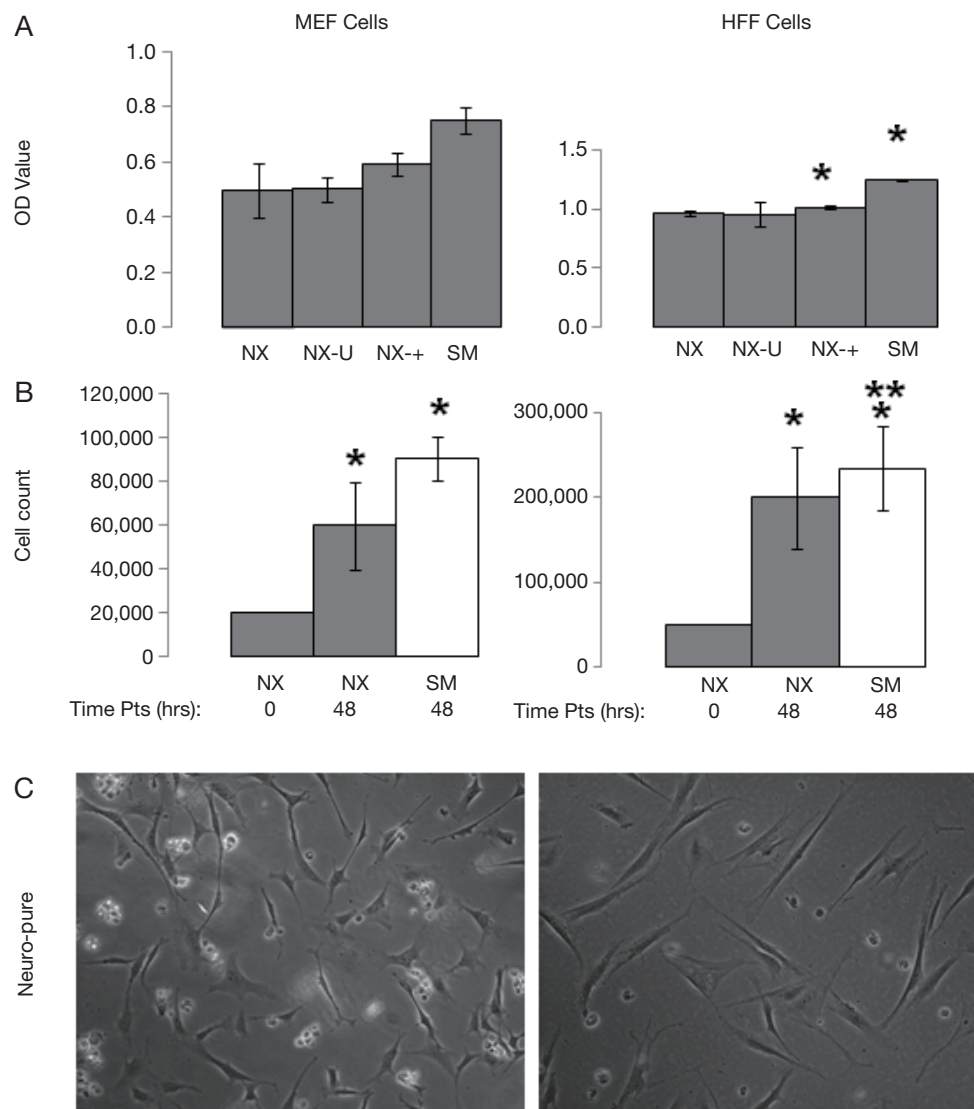 A
MEF Cells
HFF Cells
OD Value
1.0
0.8
0.6
0.4
0.2
0.0
NX NX-U NX-+ SM
1.5
1.0
0.5
0.0
*
*
NX NX-U NX-+ SM
B
Cell count
120,000
100,000
80,000
60,000
40,000
20,000
0
*
*
NX NX SM
Time Pts (hrs): 0 48 48
300,000
200,000
100,000
0
*
**
*
NX NX SM
Time Pts (hrs): 0 48 48
C
Neuro-pure